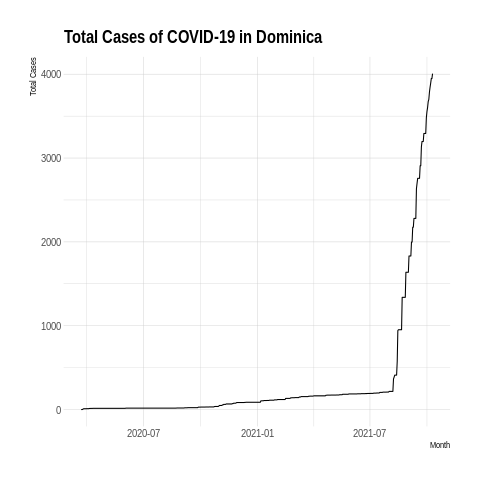 Total Cases of COVID-19 in Dominica
Total Cases
4000
3000
2000
1000
0
2020-07
2021-01
2021-07
Month